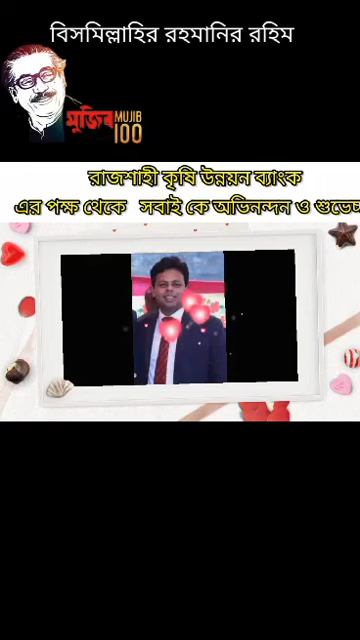 বিসমিল্লাহির রহমানির রহিম
মুজিব MUJIB
100
রাজশাহী কৃষি উন্নয়ন ব্যাংক
এর পক্ষ থেকে সবাই কে অভিনন্দন ও